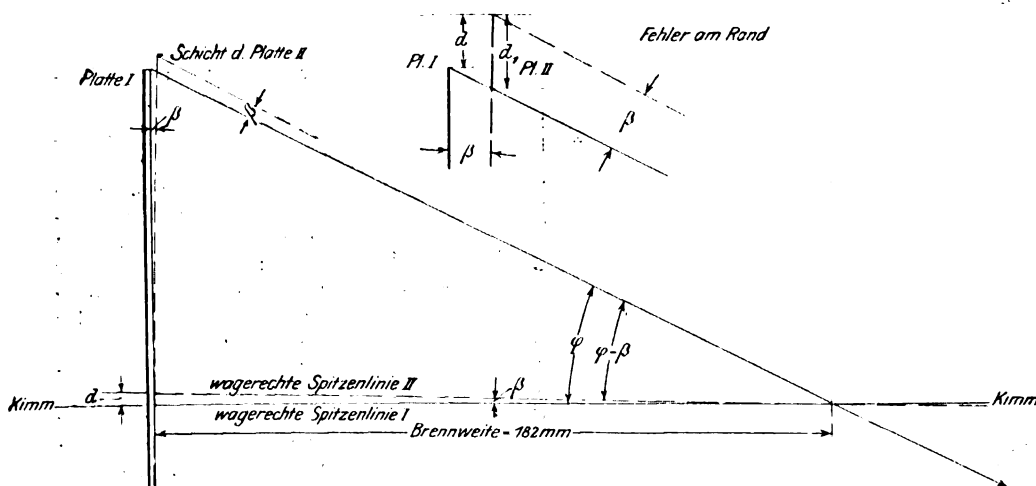 d
Fehler am Rand
Schicht d. Platte II
d₁
Pl. I
Pl. II
Platte I
β
β
β
β
φ
φ-β
wagerechte Spitzenlinie II
β
d
Kimm
Kimm
wagerechte Spitzenlinie I
Brennweite - 182mm